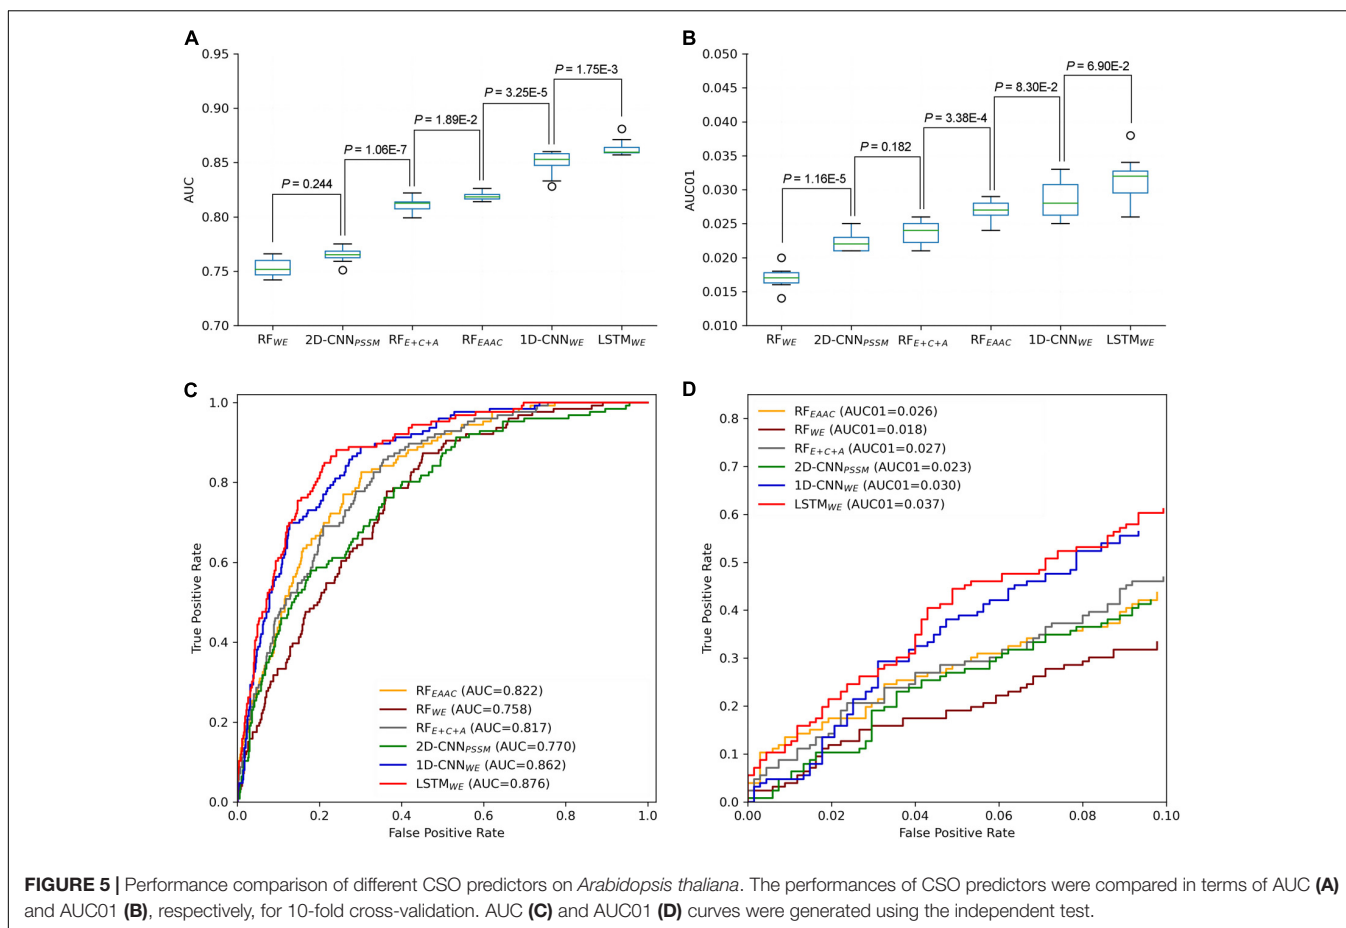 A
0.95
0.90
0.85
0.80
0.75
0.70
AUC
P = 0.244
P = 1.06E-7
P = 1.89E-2
P = 3.25E-5
P = 1.75E-3
RFWE 2D-CNNPSSM RFE+C+A RFEAAC 1D-CNNWE LSTMWE
B
0.050
0.045
0.040
0.035
0.030
0.025
0.020
0.015
0.010
AUC01
P = 1.16E-5
P = 0.182
P = 3.38E-4
P = 8.30E-2
P = 6.90E-2
RFWE 2D-CNNPSSM RFE+C+A RFEAAC 1D-CNNWE LSTMWE
C
1.0
0.8
0.6
0.4
0.2
0.0
True Positive Rate
RFEAAC (AUC=0.822)
RFWE (AUC=0.758)
RFE+C+A (AUC=0.817)
2D-CNNPSSM (AUC=0.770)
1D-CNNWE (AUC=0.862)
LSTMWE (AUC=0.876)
0.0 0.2 0.4 0.6 0.8 1.0
False Positive Rate
D
0.8
0.7
0.6
0.5
0.4
0.3
0.2
0.1
0.0
True Positive Rate
RFEAAC (AUC01=0.026)
RFWE (AUC01=0.018)
RFE+C+A (AUC01=0.027)
2D-CNNPSSM (AUC01=0.023)
1D-CNNWE (AUC01=0.030)
LSTMWE (AUC01=0.037)
0.00 0.02 0.04 0.06 0.08 0.10
False Positive Rate
FIGURE 5 | Performance comparison of different CSO predictors on Arabidopsis thaliana. The performances of CSO predictors were compared in terms of AUC (A)
and AUC01 (B), respectively, for 10-fold cross-validation. AUC (C) and AUC01 (D) curves were generated using the independent test.